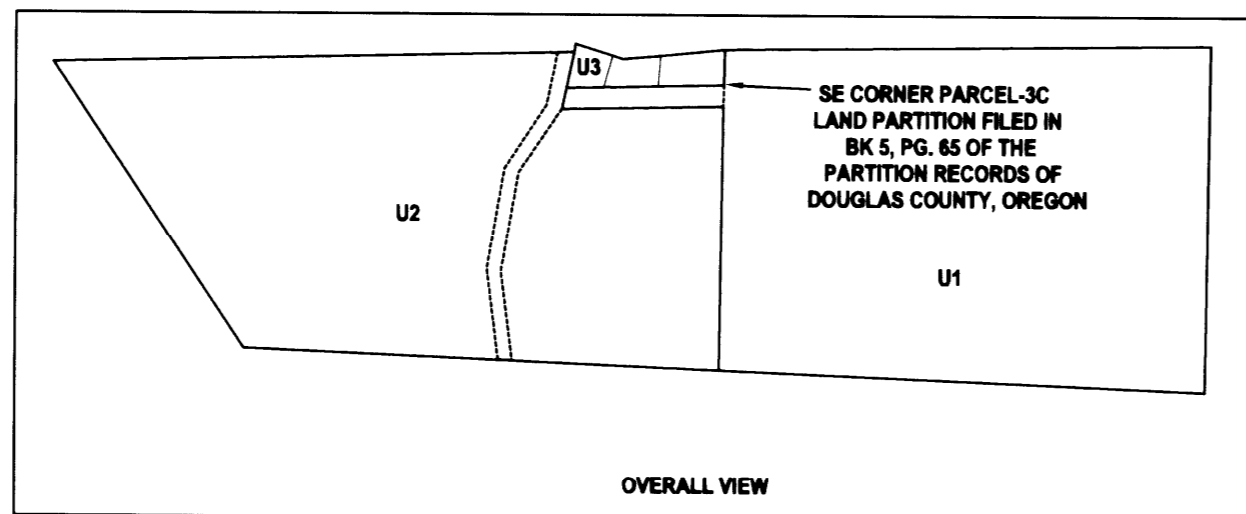 U3
SE CORNER PARCEL-3C
LAND PARTITION FILED IN
BK 5, PG. 65 OF THE
PARTITION RECORDS OF
DOUGLAS COUNTY, OREGON
U2
U1
OVERALL VIEW